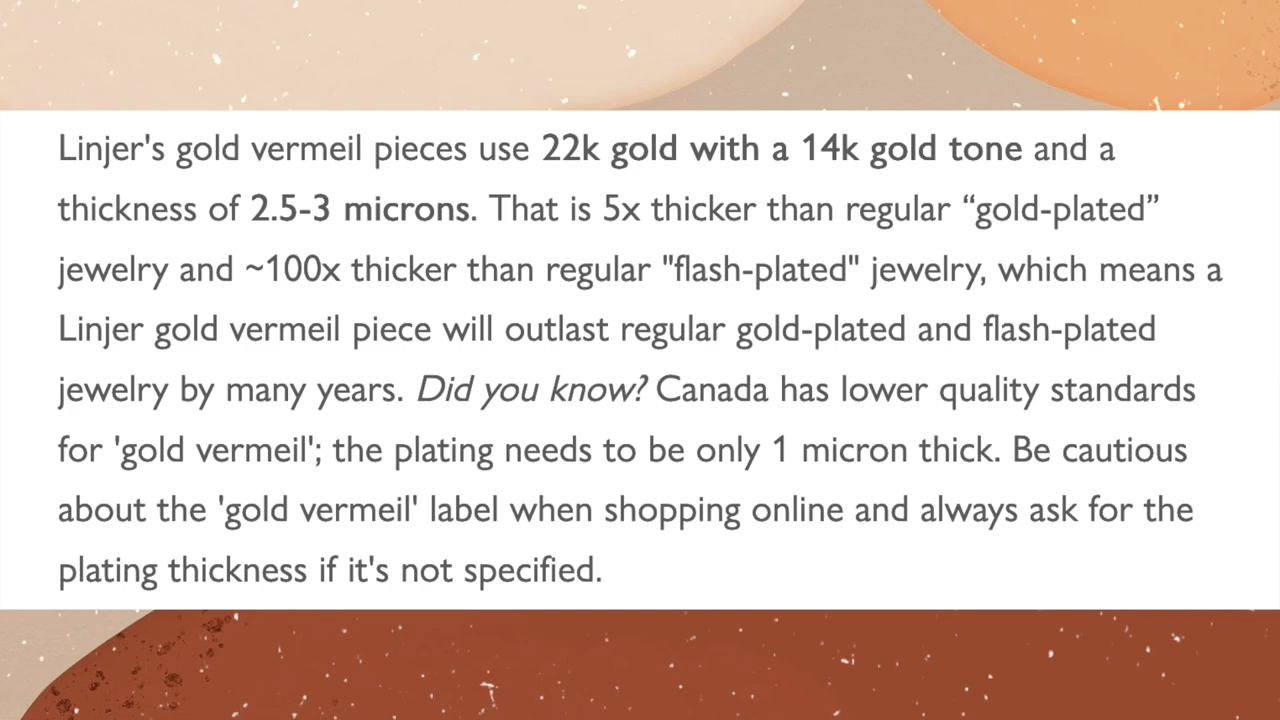 Linjer's gold vermeil pieces use 22k gold with a 14k gold tone and a
thickness of 2.5-3 microns. That is 5x thicker than regular “gold-plated”
jewelry and ~100x thicker than regular "flash-plated" jewelry, which means a
Linjer gold vermeil piece will outlast regular gold-plated and flash-plated
jewelry by many years. Did you know? Canada has lower quality standards
for 'gold vermeil'; the plating needs to be only 1 micron thick. Be cautious
about the 'gold vermeil' label when shopping online and always ask for the
plating thickness if it's not specified.